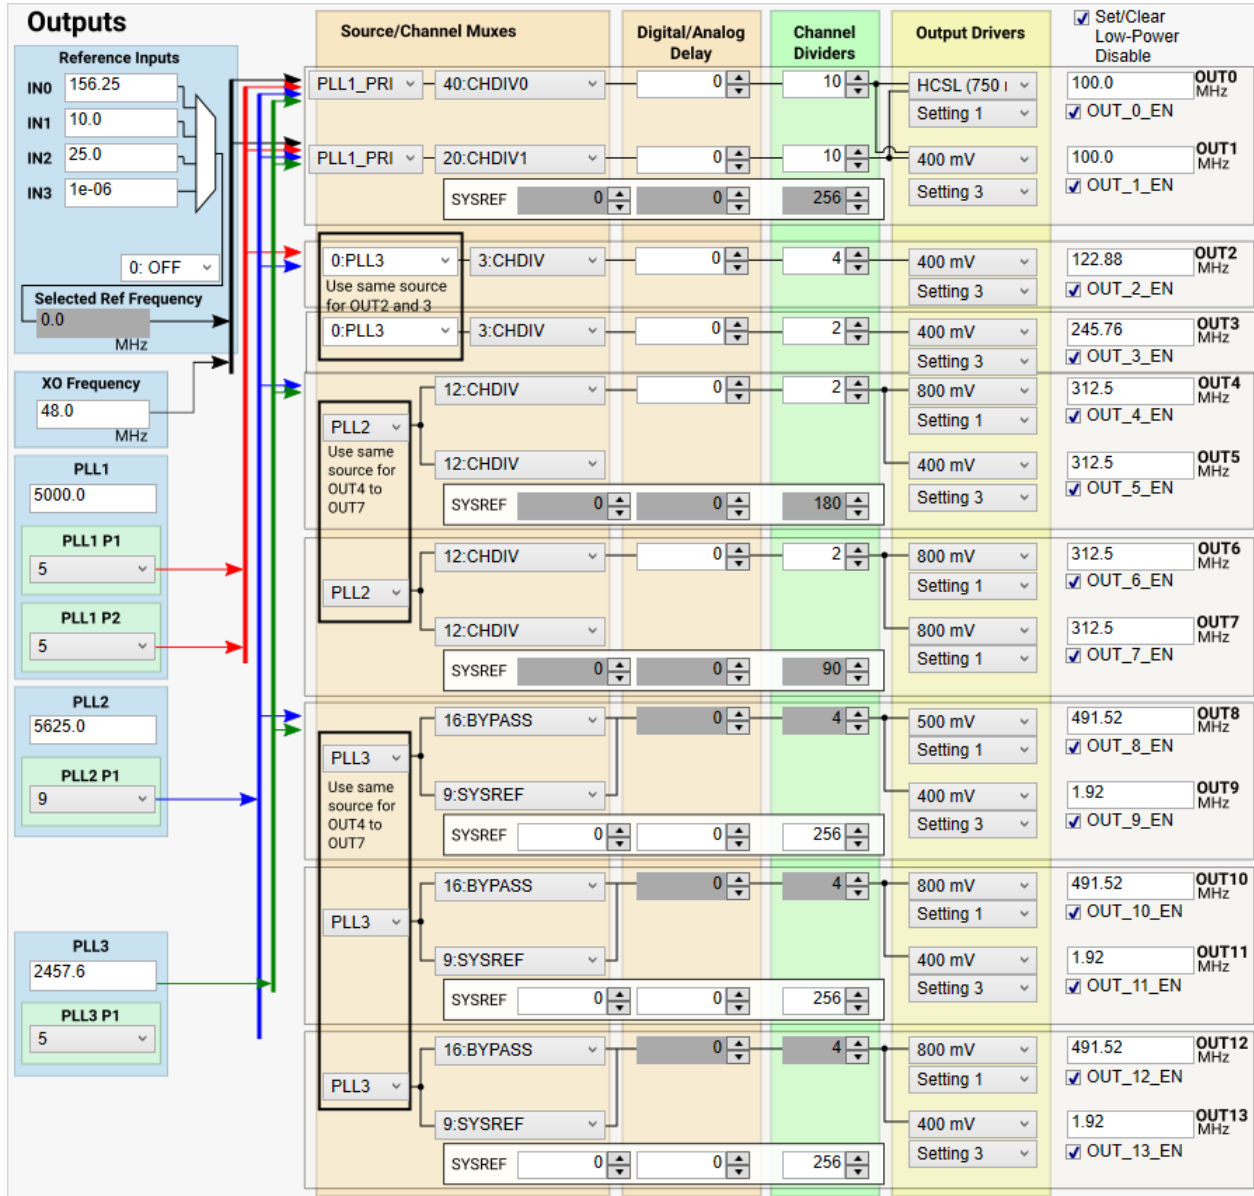 Outputs
Source/Channel Muxes
Digital/Analog
Delay
Channel
Dividers
Output Drivers
Set/Clear
Low-Power
Disable
Reference Inputs
IN0 156.25
IN1 10.0
IN2 25.0
IN3 1e-06
0: OFF
Selected Ref Frequency
0.0
MHz
XO Frequency
48.0
MHz
PLL1
5000.0
PLL1 P1
5
PLL1 P2
5
PLL2
5625.0
PLL2 P1
9
PLL3
2457.6
PLL3 P1
5
PLL1_PRI 40:CHDIV0 0 10 HCSL (750 100.0 OUT0
MHz
Setting 1 OUT_0_EN
PLL1_PRI 20:CHDIV1 0 10 400 mV 100.0 OUT1
MHz
Setting 3 OUT_1_EN
SYSREF 0 0 256
0:PLL3 3:CHDIV 0 4 400 mV 122.88 OUT2
MHz
Use same source
for OUT2 and 3
Setting 3 OUT_2_EN
0:PLL3 3:CHDIV 0 2 400 mV 245.76 OUT3
MHz
Setting 3 OUT_3_EN
12:CHDIV 0 2 800 mV 312.5 OUT4
MHz
Setting 1 OUT_4_EN
PLL2
Use same
source for
OUT4 to
OUT7
12:CHDIV 400 mV 312.5 OUT5
MHz
Setting 3 OUT_5_EN
SYSREF 0 0 180
12:CHDIV 0 2 800 mV 312.5 OUT6
MHz
Setting 1 OUT_6_EN
PLL2
12:CHDIV 800 mV 312.5 OUT7
MHz
Setting 1 OUT_7_EN
SYSREF 0 0 90
16:BYPASS 0 4 500 mV 491.52 OUT8
MHz
Setting 1 OUT_8_EN
PLL3
Use same
source for
OUT4 to
OUT7
9:SYSREF 400 mV 1.92 OUT9
MHz
Setting 3 OUT_9_EN
SYSREF 0 0 256
16:BYPASS 0 4 800 mV 491.52 OUT10
MHz
Setting 1 OUT_10_EN
PLL3
9:SYSREF 400 mV 1.92 OUT11
MHz
Setting 3 OUT_11_EN
SYSREF 0 0 256
16:BYPASS 0 4 800 mV 491.52 OUT12
MHz
Setting 1 OUT_12_EN
PLL3
9:SYSREF 400 mV 1.92 OUT13
MHz
Setting 3 OUT_13_EN
SYSREF 0 0 256